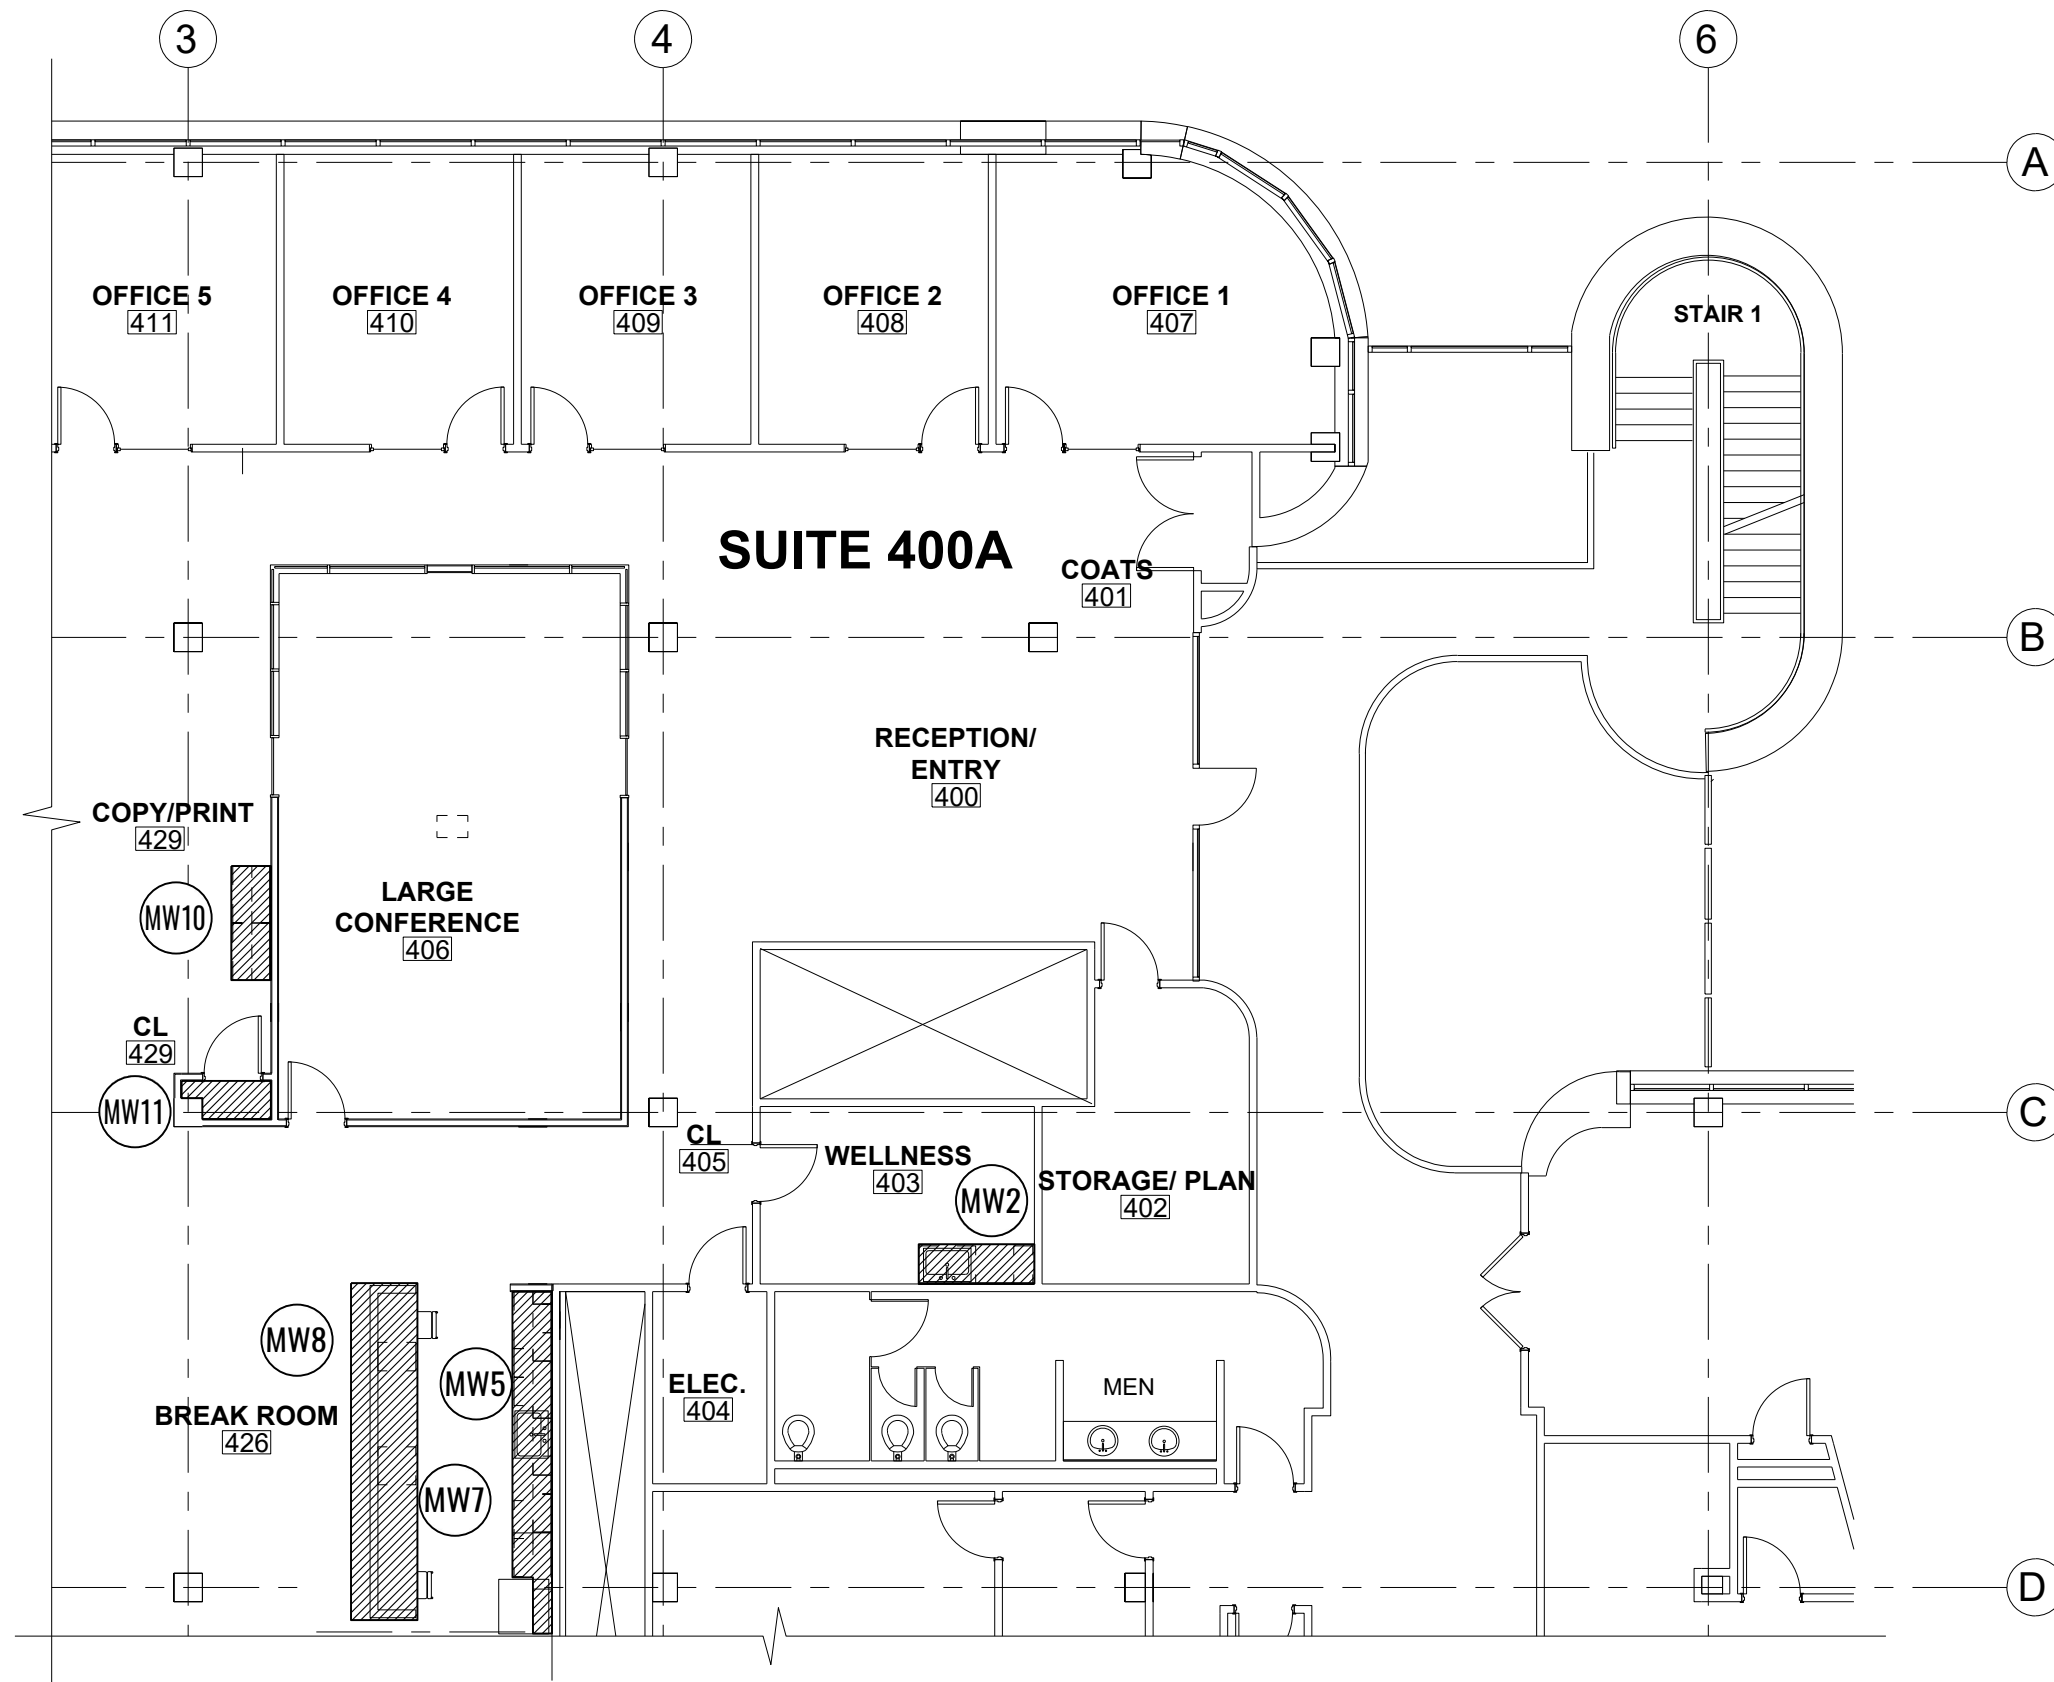 3
4
6
A
OFFICE 5
411
OFFICE 4
410
OFFICE 3
409
OFFICE 2
408
OFFICE 1
407
STAIR 1
SUITE 400A
COATS
401
B
RECEPTION/
ENTRY
400
COPY/PRINT
429
MW10
LARGE
CONFERENCE
406
CL
429
MW11
C
CL
405
WELLNESS
403
MW2
STORAGE/ PLAN
402
MW8
MW5
ELEC.
404
MEN
BREAK ROOM
426
MW7
D